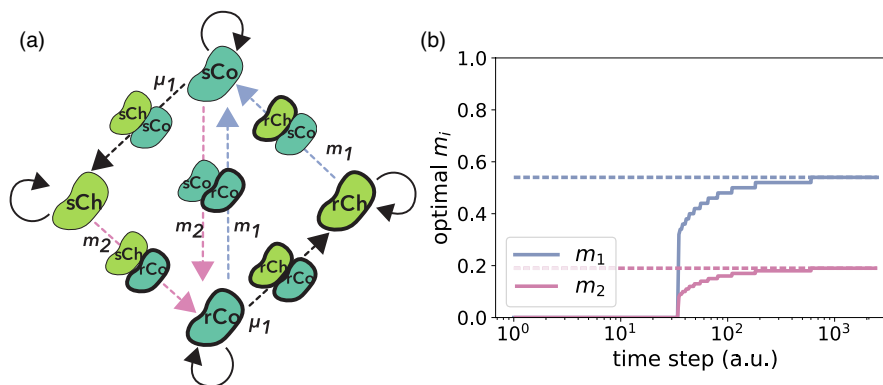 (a)
sCo
μ1
sCh
sCo
rCh
sCo
m1
sCh
sCo
rCo
rCh
m2
m2
m1
sCh
rCo
rCh
rCo
rCo
μ1
(b)
optimal mi
1.0
0.8
0.6
0.4
0.2
0.0
m1
m2
10^0
10^1
10^2
10^3
time step (a.u.)